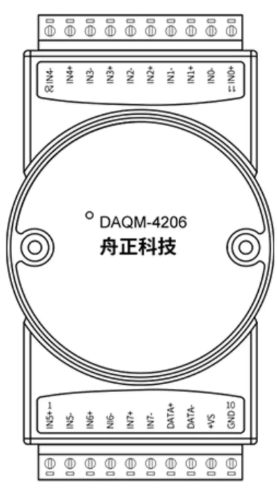 IN4- IN4+ IN3- IN3+ IN2- IN2+ IN1- IN1+ IN0- IN0+
20 11
DAQM-4206
舟正科技
1 10
IN5+ IN5- IN6+ NI6- IN7+ IN7- DATA+ DATA- +VS GND